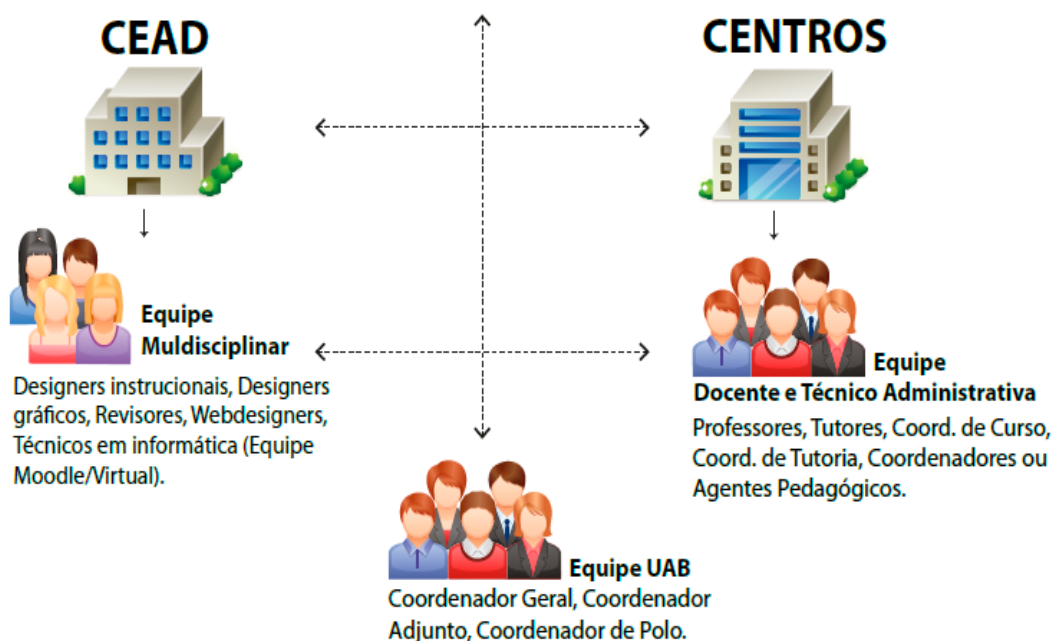 CEAD
CENTROS
Equipe
Muldisciplinar
Designers instrucionais, Designers
gráficos, Revisores, Webdesigners,
Técnicos em informática (Equipe
Moodle/Virtual).
Equipe
Docente e Técnico Administrativa
Professores, Tutores, Coord. de Curso,
Coord. de Tutoria, Coordenadores ou
Agentes Pedagógicos.
Equipe UAB
Coordenador Geral, Coordenador
Adjunto, Coordenador de Polo.